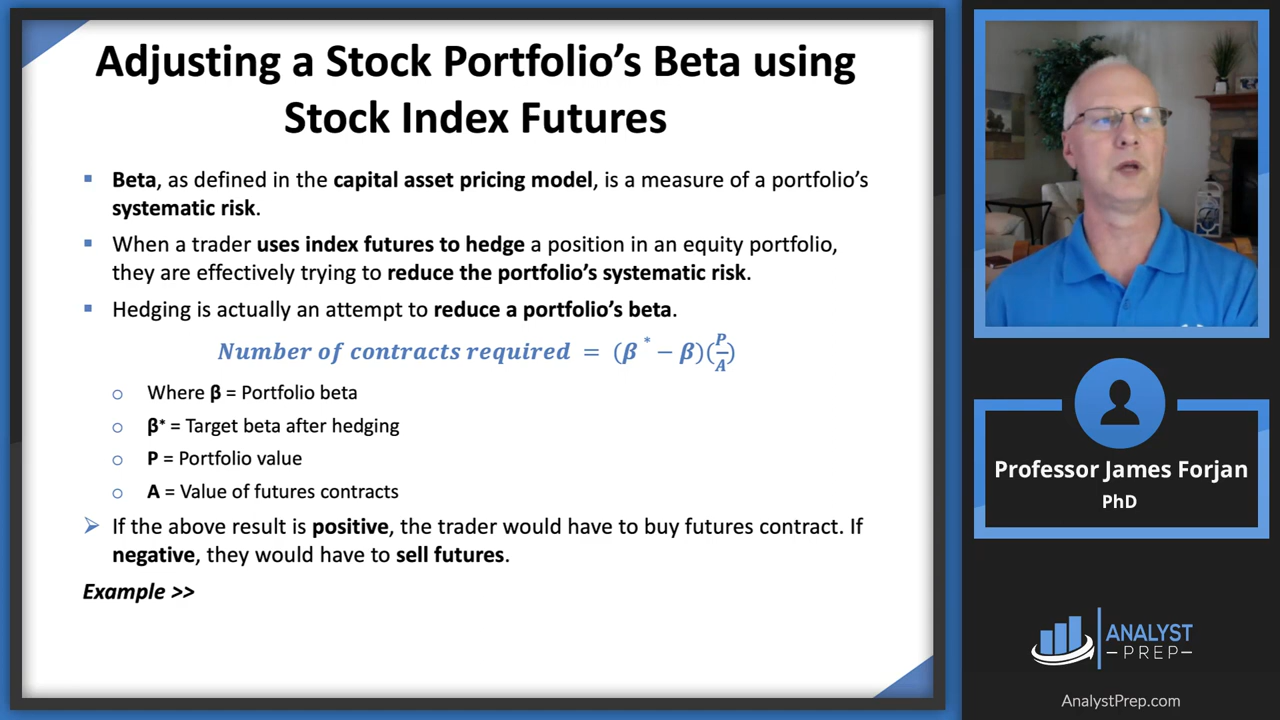 Adjusting a Stock Portfolio’s Beta using
Stock Index Futures
▪ Beta, as defined in the capital asset pricing model, is a measure of a portfolio’s
systematic risk.
▪ When a trader uses index futures to hedge a position in an equity portfolio,
they are effectively trying to reduce the portfolio’s systematic risk.
▪ Hedging is actually an attempt to reduce a portfolio’s beta.
Number of contracts required = (β* − β)(P/A)
o Where β = Portfolio beta
o β* = Target beta after hedging
o P = Portfolio value
o A = Value of futures contracts
➢ If the above result is positive, the trader would have to buy futures contract. If
negative, they would have to sell futures.
Example >>
Professor James Forjan
PhD
ANALYST
–PREP–
AnalystPrep.com